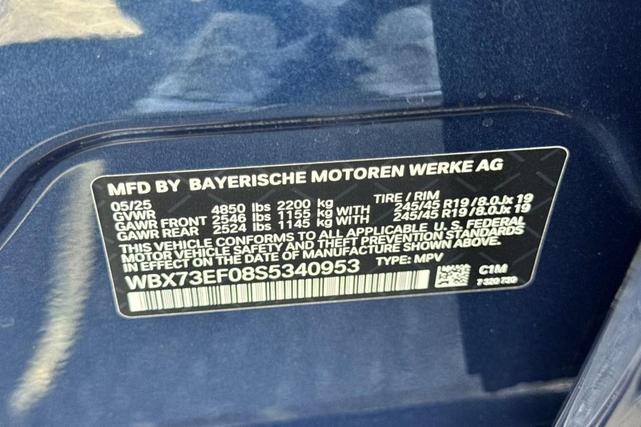 MFD BY BAYERISCHE MOTOREN WERKE AG
05/25 TIRE / RIM
GVWR 4850 lbs 2200 kg
GAWR FRONT 2546 lbs 1155 kg WITH 245/45 R19 /8.0Jx 19
GAWR REAR 2524 lbs 1145 kg WITH 245/45 R19 /8.0Jx 19
THIS VEHICLE CONFORMS TO ALL APPLICABLE U. S. FEDERAL
MOTOR VEHICLE SAFETY AND THEFT PREVENTION STANDARDS
IN EFFECT ON THE DATE OF MANUFACTURE SHOWN ABOVE.
WBX73EF08S5340953 TYPE: MPV
C1M
7 320 730